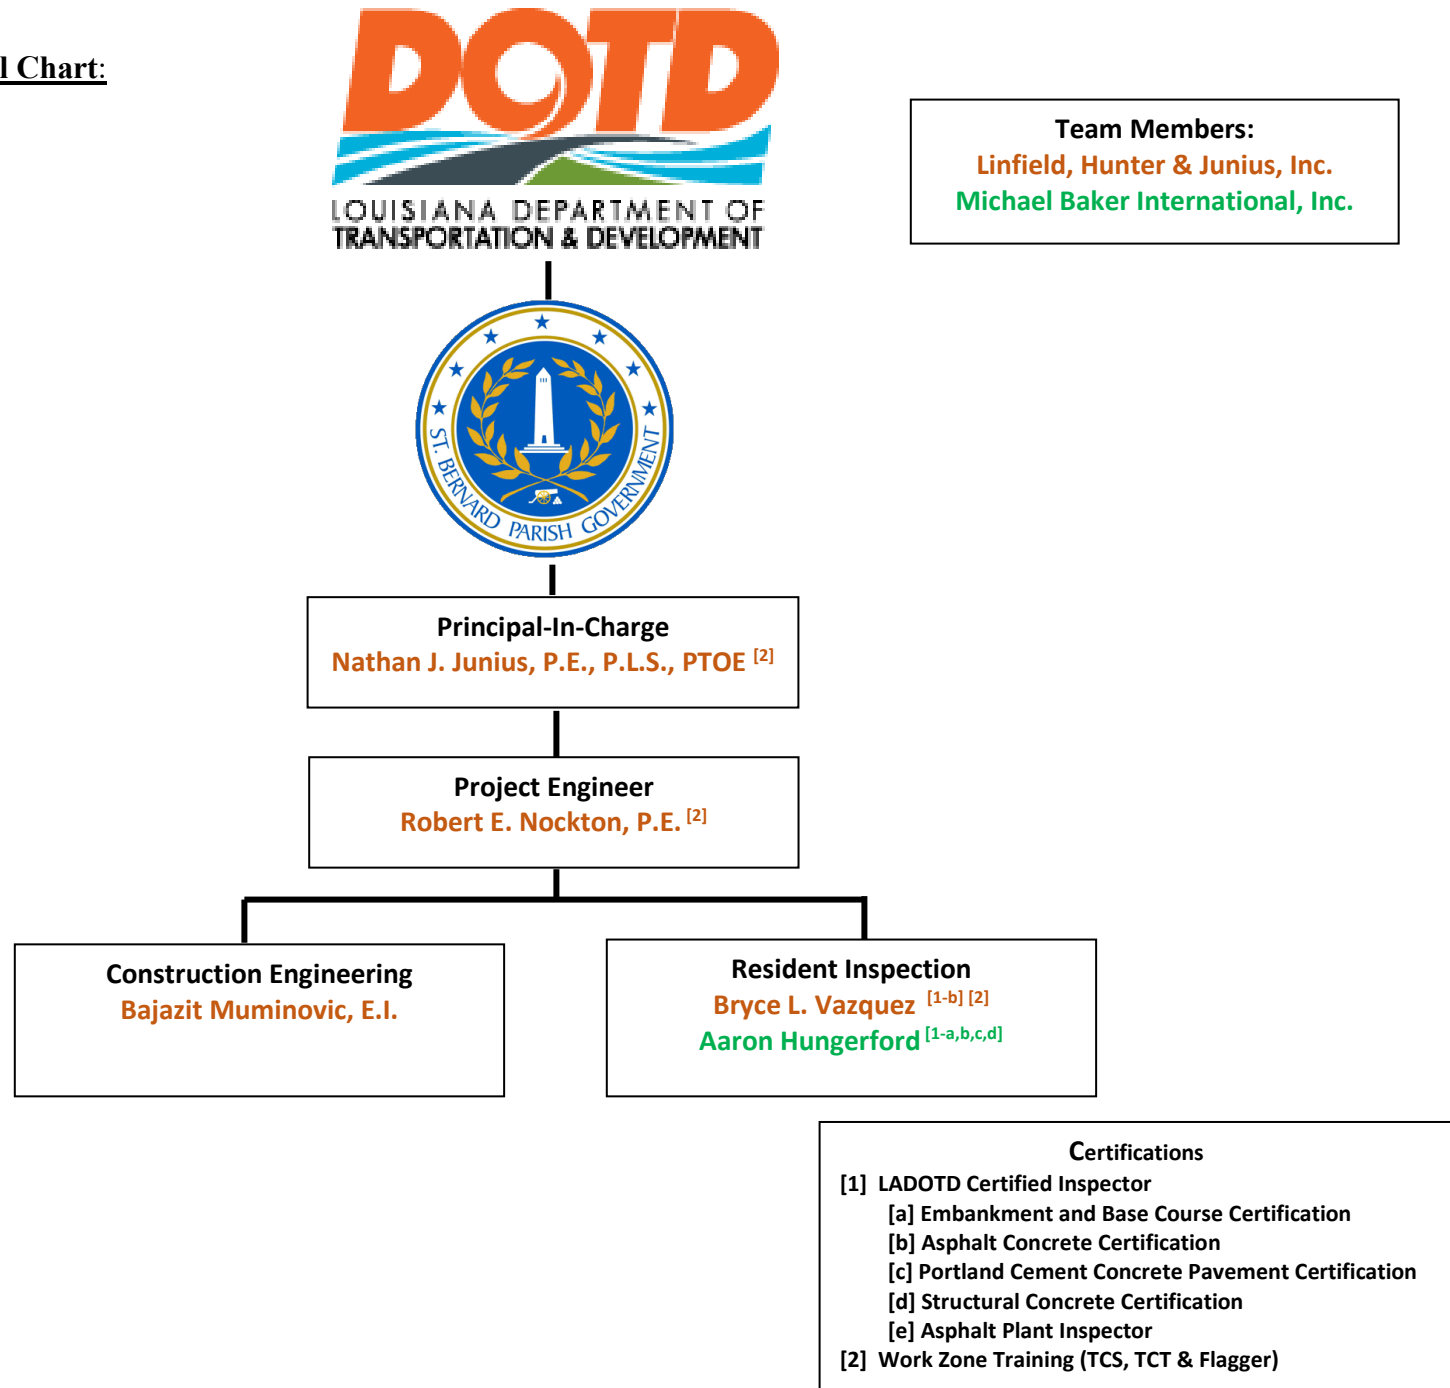 l Chart:
DOTD
LOUISIANA DEPARTMENT OF
TRANSPORTATION & DEVELOPMENT
Team Members:
Linfield, Hunter & Junius, Inc.
Michael Baker International, Inc.
ST. BERNARD PARISH GOVERNMENT
Principal-In-Charge
Nathan J. Junius, P.E., P.L.S., PTOE [2]
Project Engineer
Robert E. Nockton, P.E. [2]
Construction Engineering
Bajazit Muminovic, E.I.
Resident Inspection
Bryce L. Vazquez [1-b] [2]
Aaron Hungerford [1-a,b,c,d]
Certifications
[1] LADOTD Certified Inspector
[a] Embankment and Base Course Certification
[b] Asphalt Concrete Certification
[c] Portland Cement Concrete Pavement Certification
[d] Structural Concrete Certification
[e] Asphalt Plant Inspector
[2] Work Zone Training (TCS, TCT & Flagger)